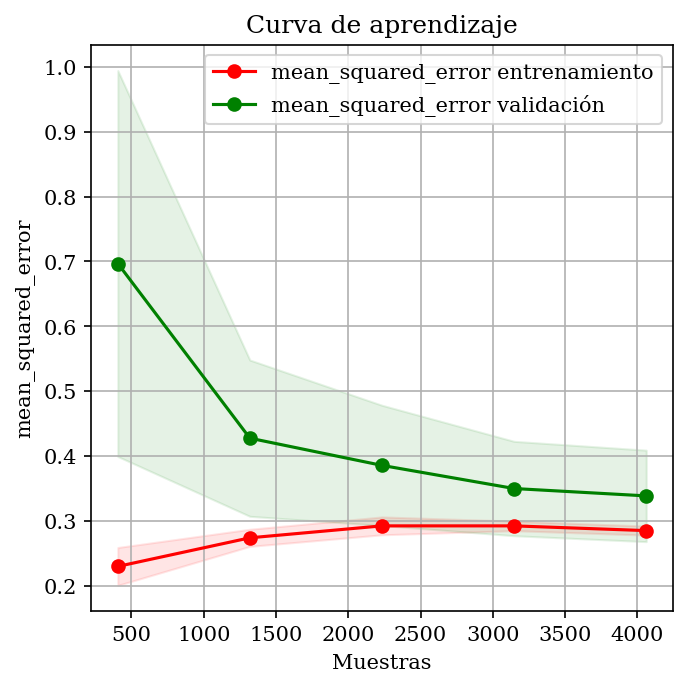 Curva de aprendizaje
mean_squared_error entrenamiento
mean_squared_error validación
mean_squared_error
1.0
0.9
0.8
0.7
0.6
0.5
0.4
0.3
0.2
500 1000 1500 2000 2500 3000 3500 4000
Muestras